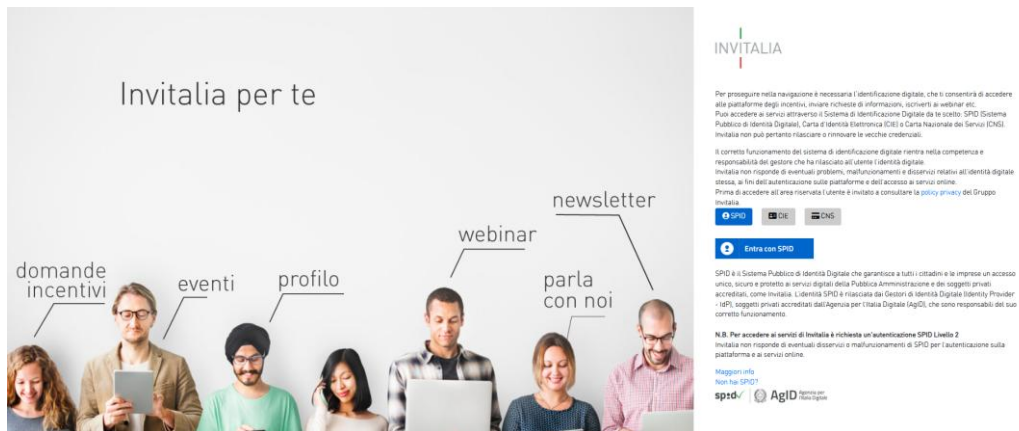 Invitalia per te
domande
incentivi
eventi
profilo
webinar
newsletter
parla
con noi
INVITALIA
Per proseguire nella navigazione è necessaria l'identificazione digitale, che ti consentirà di accedere
alle piattaforme degli incentivi, inviare richieste di informazioni, iscriverti ai webinar etc.
Puoi accedere ai servizi attraverso il Sistema di Identificazione Digitale da te scelto: SPID (Sistema
Pubblico di Identità Digitale), Carta d'Identità Elettronica (CIE) o Carta Nazionale dei Servizi (CNS).
Invitalia non può pertanto rilasciare o rinnovare le vecchie credenziali.
Il corretto funzionamento del sistema di identificazione digitale rientra nella competenza e
responsabilità del gestore che ha rilasciato all'utente l'identità digitale.
Invitalia non risponde di eventuali problemi, malfunzionamenti e disservizi relativi all'identità digitale
stessa, ai fini dell'autenticazione sulle piattaforme e dell'accesso ai servizi online.
Prima di accedere all'area riservata l'utente è invitato a consultare la policy privacy del Gruppo
Invitalia
SPID CIE CNS
Entra con SPID
SPID è il Sistema Pubblico di Identità Digitale che garantisce a tutti i cittadini e le imprese un accesso
unico, sicuro e protetto ai servizi digitali della Pubblica Amministrazione e dei soggetti privati
accreditati, come Invitalia. L'identità SPID è rilasciata dai Gestori di Identità Digitale (Identity Provider
- IdP), soggetti privati accreditati dall'Agenzia per l'Italia Digitale (AgID), che sono responsabili del suo
corretto funzionamento.
N.B. Per accedere ai servizi di Invitalia è richiesta un'autenticazione SPID Livello 2
Invitalia non risponde di eventuali disservizi o malfunzionamenti di SPID per l'autenticazione sulla
piattaforma e ai servizi online.
Maggiori info
Non hai SPID?
sp:d AgID Agenzia per
l'Italia Digitale